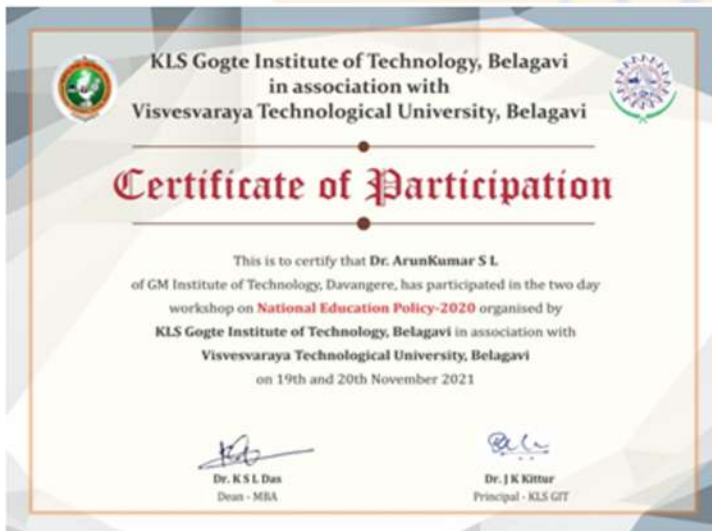 KLS Gogte Institute of Technology, Belagavi
in association with
Visvesvaraya Technological University, Belagavi
Certificate of Participation
This is to certify that Dr. ArunKumar S L
of GM Institute of Technology, Davangere, has participated in the two day
workshop on National Education Policy-2020 organised by
KLS Gogte Institute of Technology, Belagavi in association with
Visvesvaraya Technological University, Belagavi
on 19th and 20th November 2021
Dr. K S L Das
Dean - MBA
Dr. J K Kittur
Principal - KLS GIT